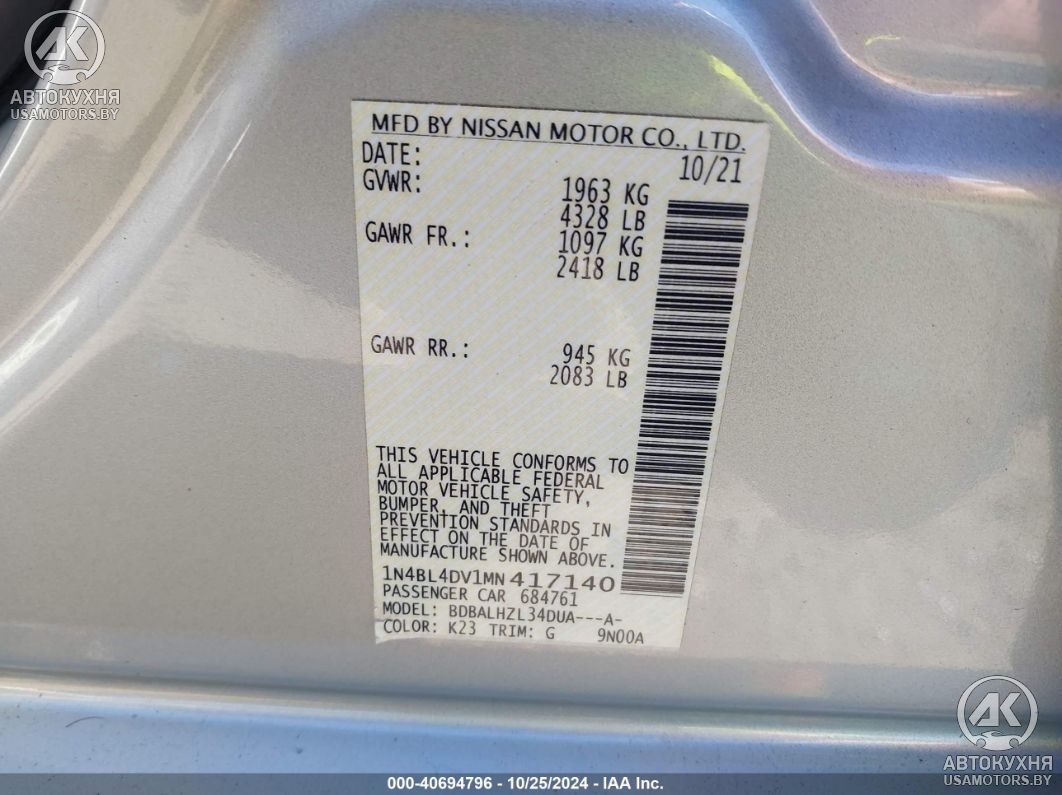 AK
АВТОКУХНЯ
USAMOTORS.BY
MFD BY NISSAN MOTOR CO., LTD.
DATE: 10/21
GVWR: 1963 KG
4328 LB
GAWR FR.: 1097 KG
2418 LB
GAWR RR.: 945 KG
2083 LB
THIS VEHICLE CONFORMS TO
ALL APPLICABLE FEDERAL
MOTOR VEHICLE SAFETY,
BUMPER, AND THEFT
PREVENTION STANDARDS IN
EFFECT ON THE DATE OF
MANUFACTURE SHOWN ABOVE.
1N4BL4DV1MN417140
PASSENGER CAR 684761
MODEL: BDBALHZL34DUA---A-
COLOR: K23 TRIM: G 9N00A
AK
АВТОКУХНЯ
USAMOTORS.BY
000-40694796 - 10/25/2024 - IAA Inc.